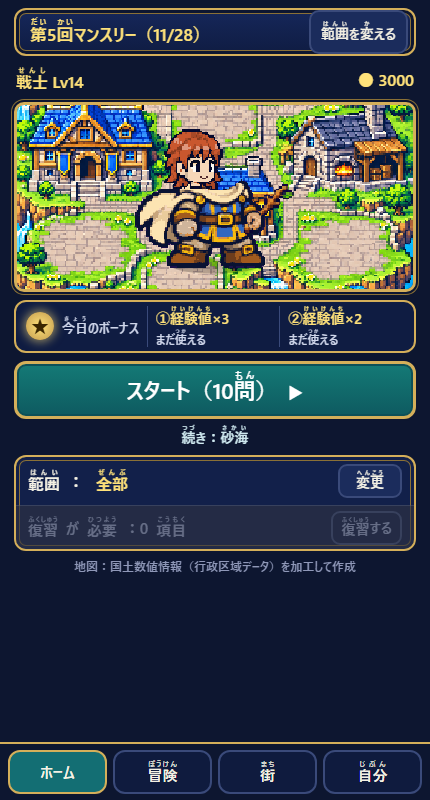 第5回マンスリー（11/28）
範囲を変える
戦士 Lv14
3000
今日のボーナス
①経験値×3
まだ使える
②経験値×2
まだ使える
スタート（10問） ▶
続き：砂海
範囲 ： 全部
変更
復習 が 必要 ：0 項目
復習する
地図：国土数値情報（行政区域データ）を加工して作成
ホーム
冒険
街
自分